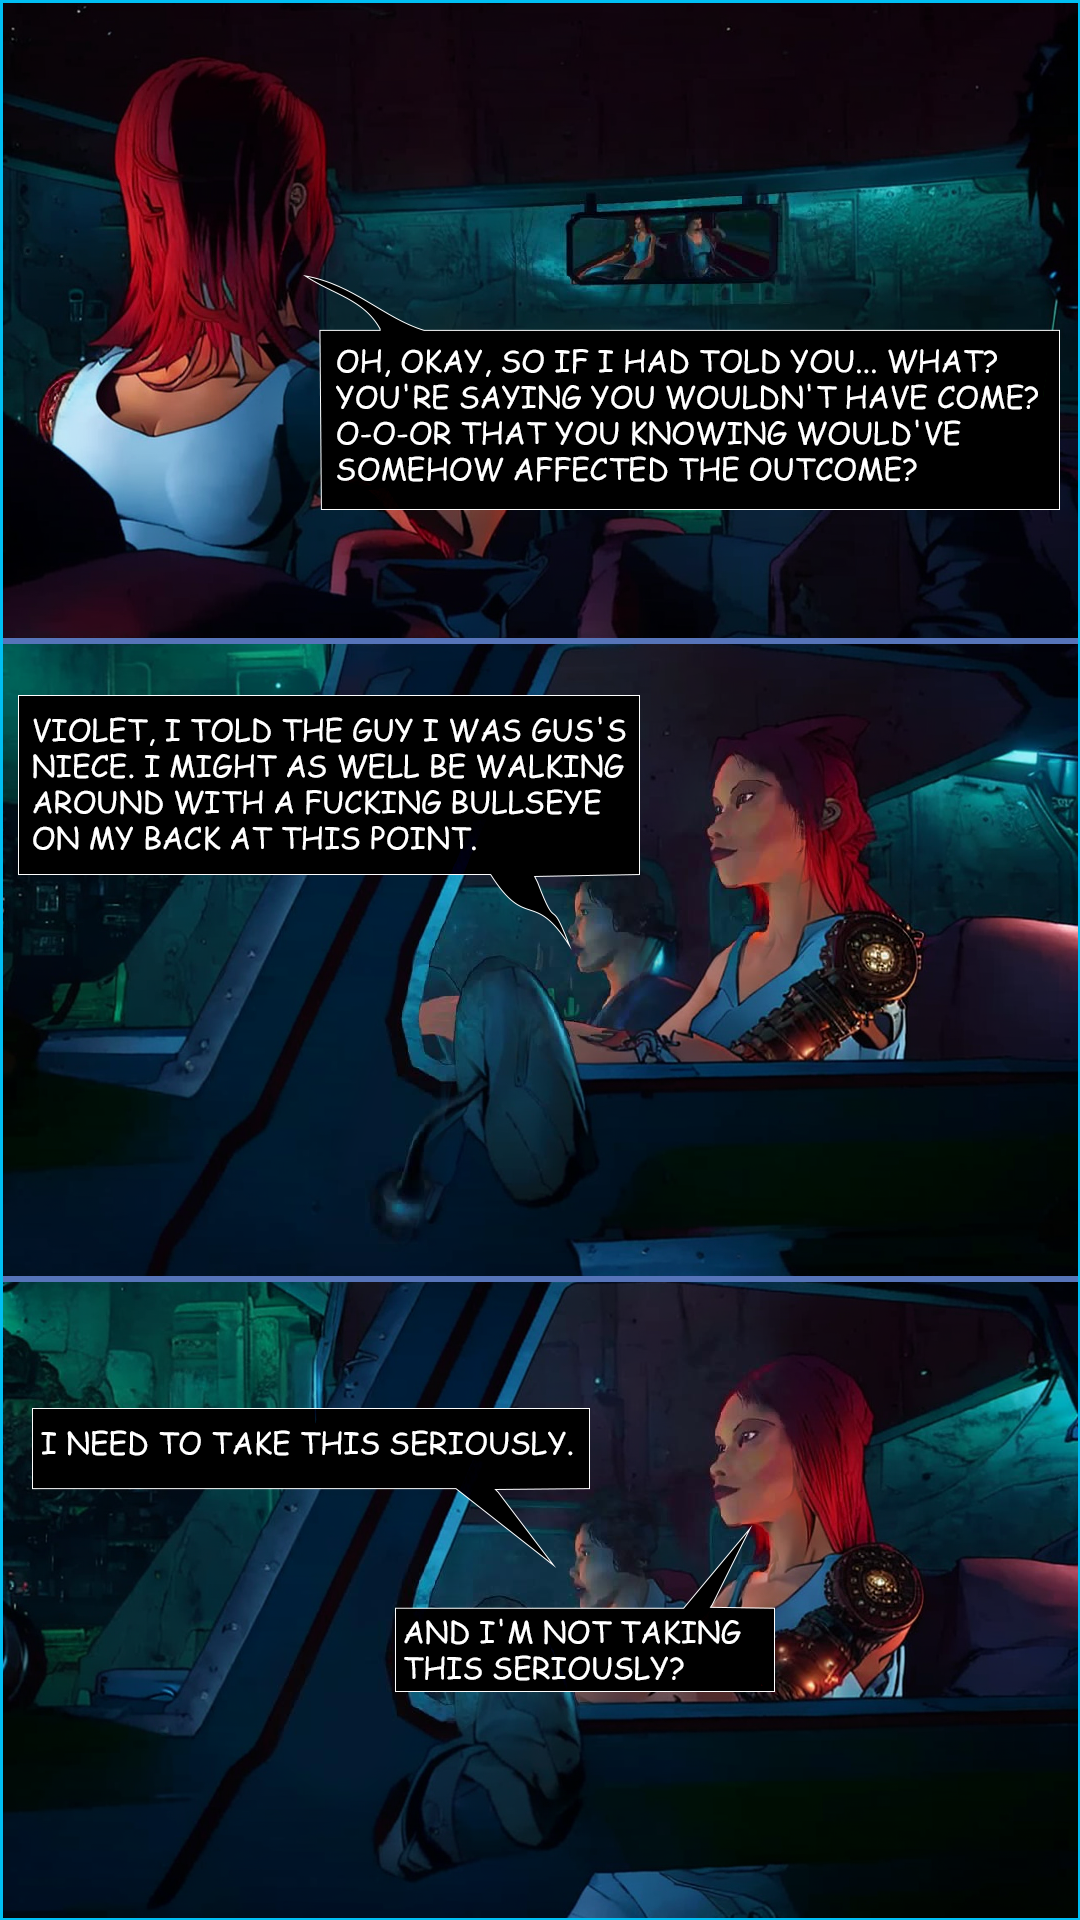 OH, OKAY, SO IF I HAD TOLD YOU... WHAT?
YOU'RE SAYING YOU WOULDN'T HAVE COME?
O-O-OR THAT YOU KNOWING WOULD'VE
SOMEHOW AFFECTED THE OUTCOME?
VIOLET, I TOLD THE GUY I WAS GUS'S
NIECE. I MIGHT AS WELL BE WALKING
AROUND WITH A FUCKING BULLSEYE
ON MY BACK AT THIS POINT.
I NEED TO TAKE THIS SERIOUSLY.
AND I'M NOT TAKING
THIS SERIOUSLY?